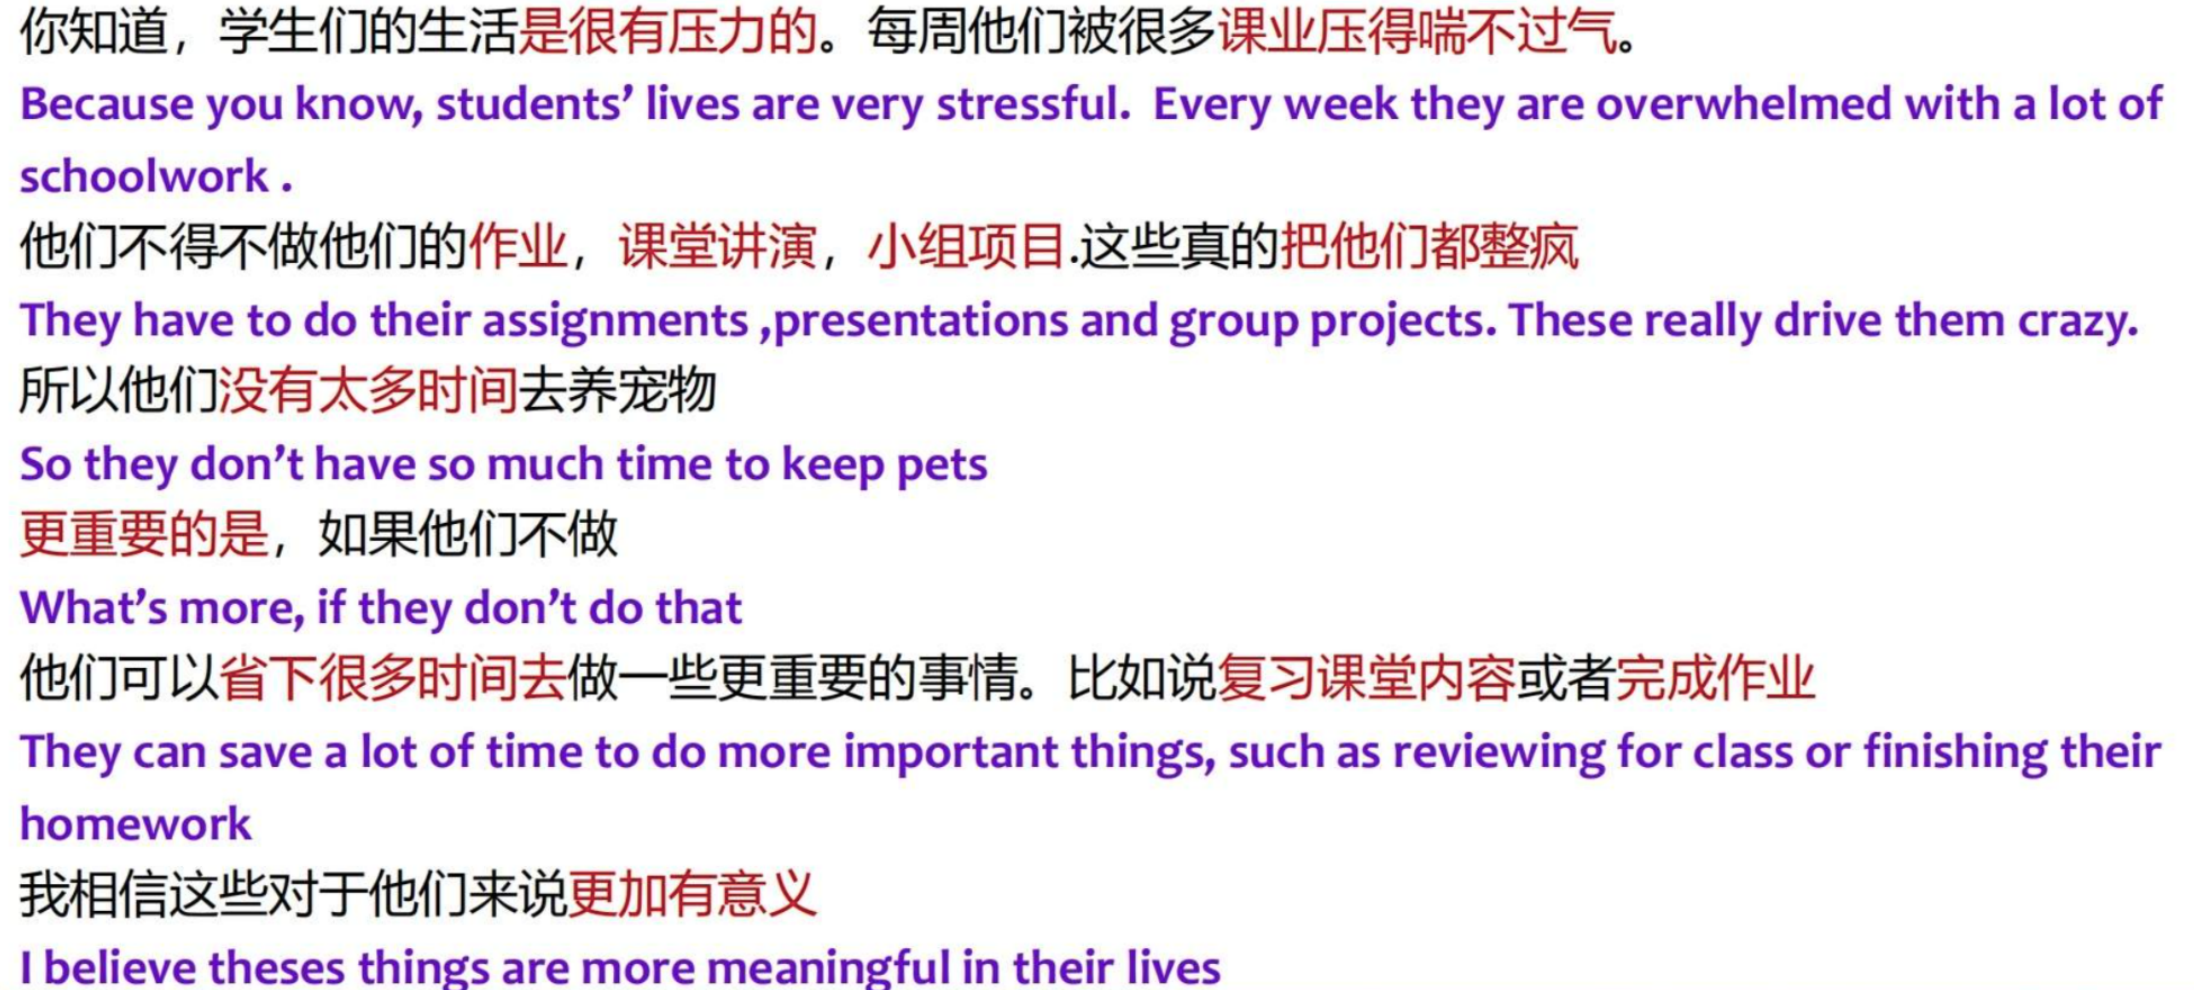 你知道，学生们的生活是很有压力的。每周他们被很多课业压得喘不过气。
Because you know, students’ lives are very stressful.  Every week they are overwhelmed with a lot of
schoolwork .
他们不得不做他们的作业，课堂讲演，小组项目.这些真的把他们都整疯
They have to do their assignments ,presentations and group projects. These really drive them crazy.
所以他们没有太多时间去养宠物
So they don’t have so much time to keep pets
更重要的是，如果他们不做
What’s more, if they don’t do that
他们可以省下很多时间去做一些更重要的事情。比如说复习课堂内容或者完成作业
They can save a lot of time to do more important things, such as reviewing for class or finishing their
homework
我相信这些对于他们来说更加有意义
I believe theses things are more meaningful in their lives